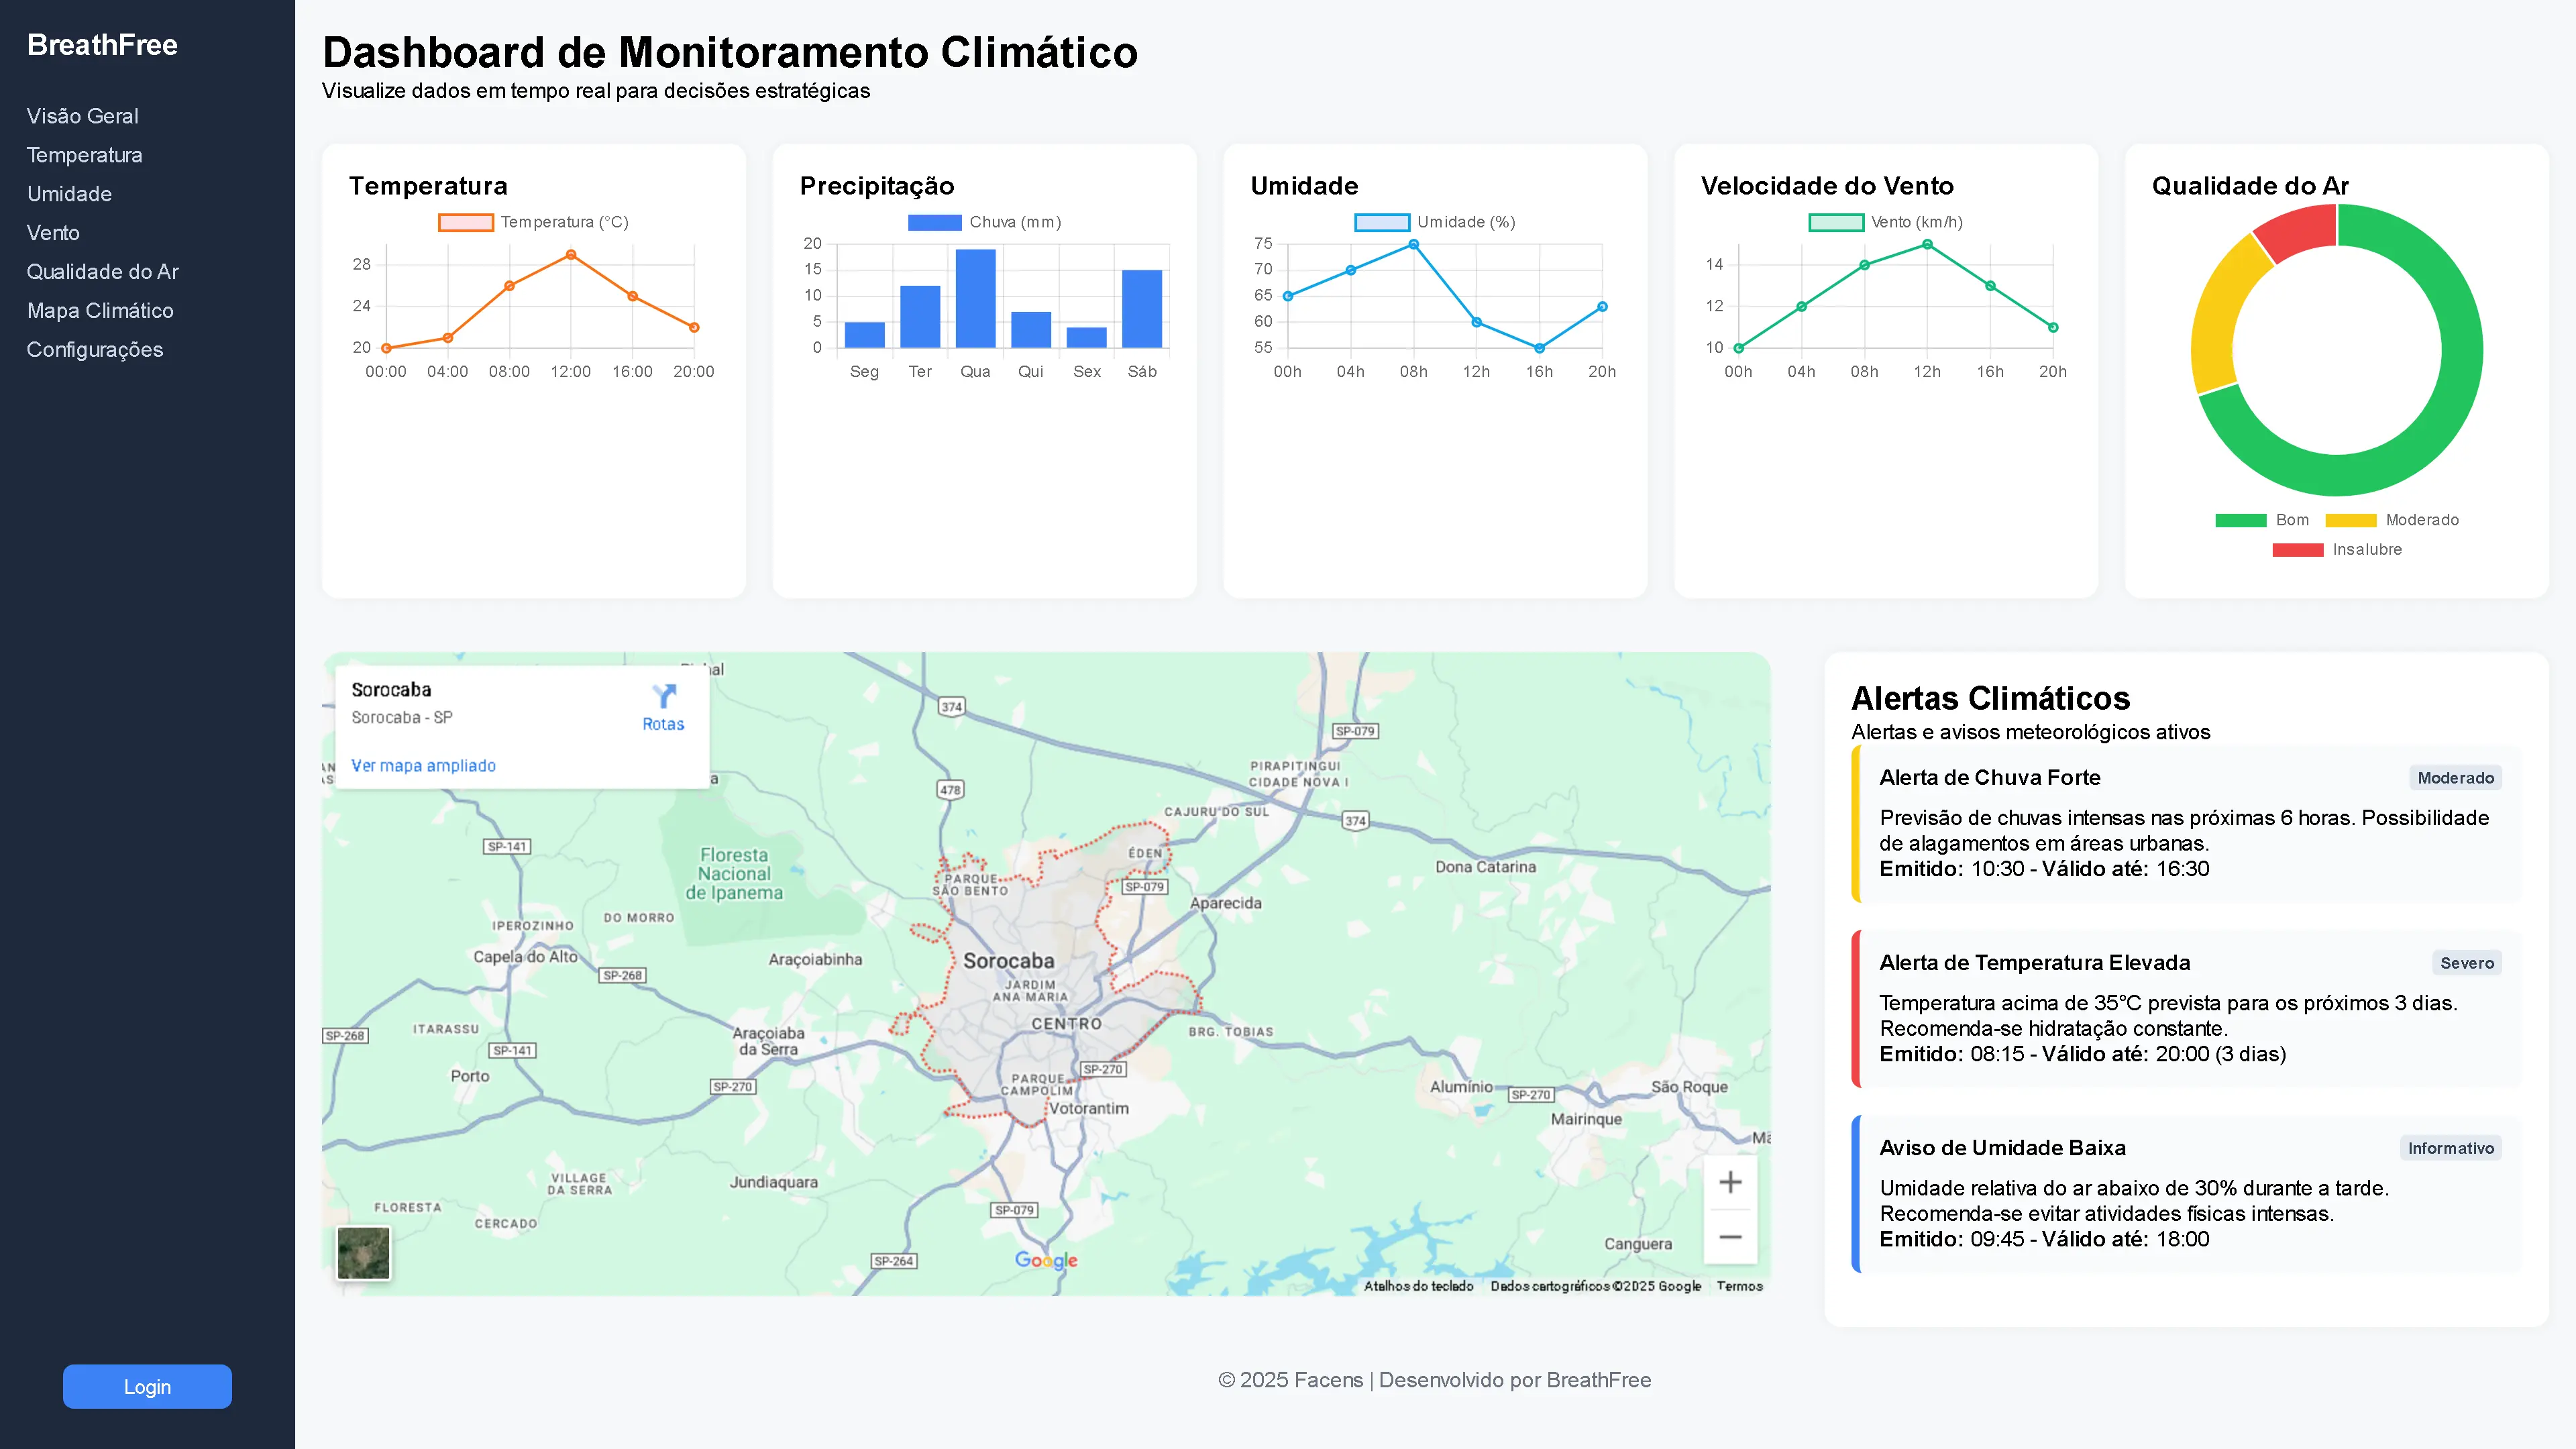 BreathFree
Visão Geral
Temperatura
Umidade
Vento
Qualidade do Ar
Mapa Climático
Configurações
Login
Dashboard de Monitoramento Climático
Visualize dados em tempo real para decisões estratégicas
Temperatura
Temperatura (°C)
28
24
20
00:00 04:00 08:00 12:00 16:00 20:00
Precipitação
Chuva (mm)
20
15
10
5
0
Seg Ter Qua Qui Sex Sáb
Umidade
Umidade (%)
75
70
65
60
55
00h 04h 08h 12h 16h 20h
Velocidade do Vento
Vento (km/h)
14
12
10
00h 04h 08h 12h 16h 20h
Qualidade do Ar
Bom Moderado
Insalubre
Sorocaba
Sorocaba - SP
Rotas
Ver mapa ampliado
374
SP-079
PIRAPITINGUI
CIDADE NOVA I
478
CAJURU DO SUL
374
SP-141
Floresta
Nacional
de Ipanema
ÉDEN
Dona Catarina
PARQUE
SÃO BENTO
SP-079
Aparecida
DO MORRO
IPEROZINHO
Capela do Alto
SP-268
Araçoiabinha
Sorocaba
JARDIM
ANA MARIA
CENTRO
ITARASSU
SP-268
SP-141
Araçoiaba
da Serra
BRG. TOBIAS
Porto
SP-270
SP-270
PARQUE
CAMPOLIM
Votorantim
Alumínio
SP-270
São Roque
Mairinque
VILLAGE
DA SERRA
Jundiaquara
FLORESTA
CERCADO
SP-079
SP-264
Canguera
Google
Atalhos do teclado Dados cartográficos ©2025 Google Termos
Alertas Climáticos
Alertas e avisos meteorológicos ativos
Alerta de Chuva Forte
Moderado
Previsão de chuvas intensas nas próximas 6 horas. Possibilidade
de alagamentos em áreas urbanas.
Emitido: 10:30 - Válido até: 16:30
Alerta de Temperatura Elevada
Severo
Temperatura acima de 35°C prevista para os próximos 3 dias.
Recomenda-se hidratação constante.
Emitido: 08:15 - Válido até: 20:00 (3 dias)
Aviso de Umidade Baixa
Informativo
Umidade relativa do ar abaixo de 30% durante a tarde.
Recomenda-se evitar atividades físicas intensas.
Emitido: 09:45 - Válido até: 18:00
© 2025 Facens | Desenvolvido por BreathFree